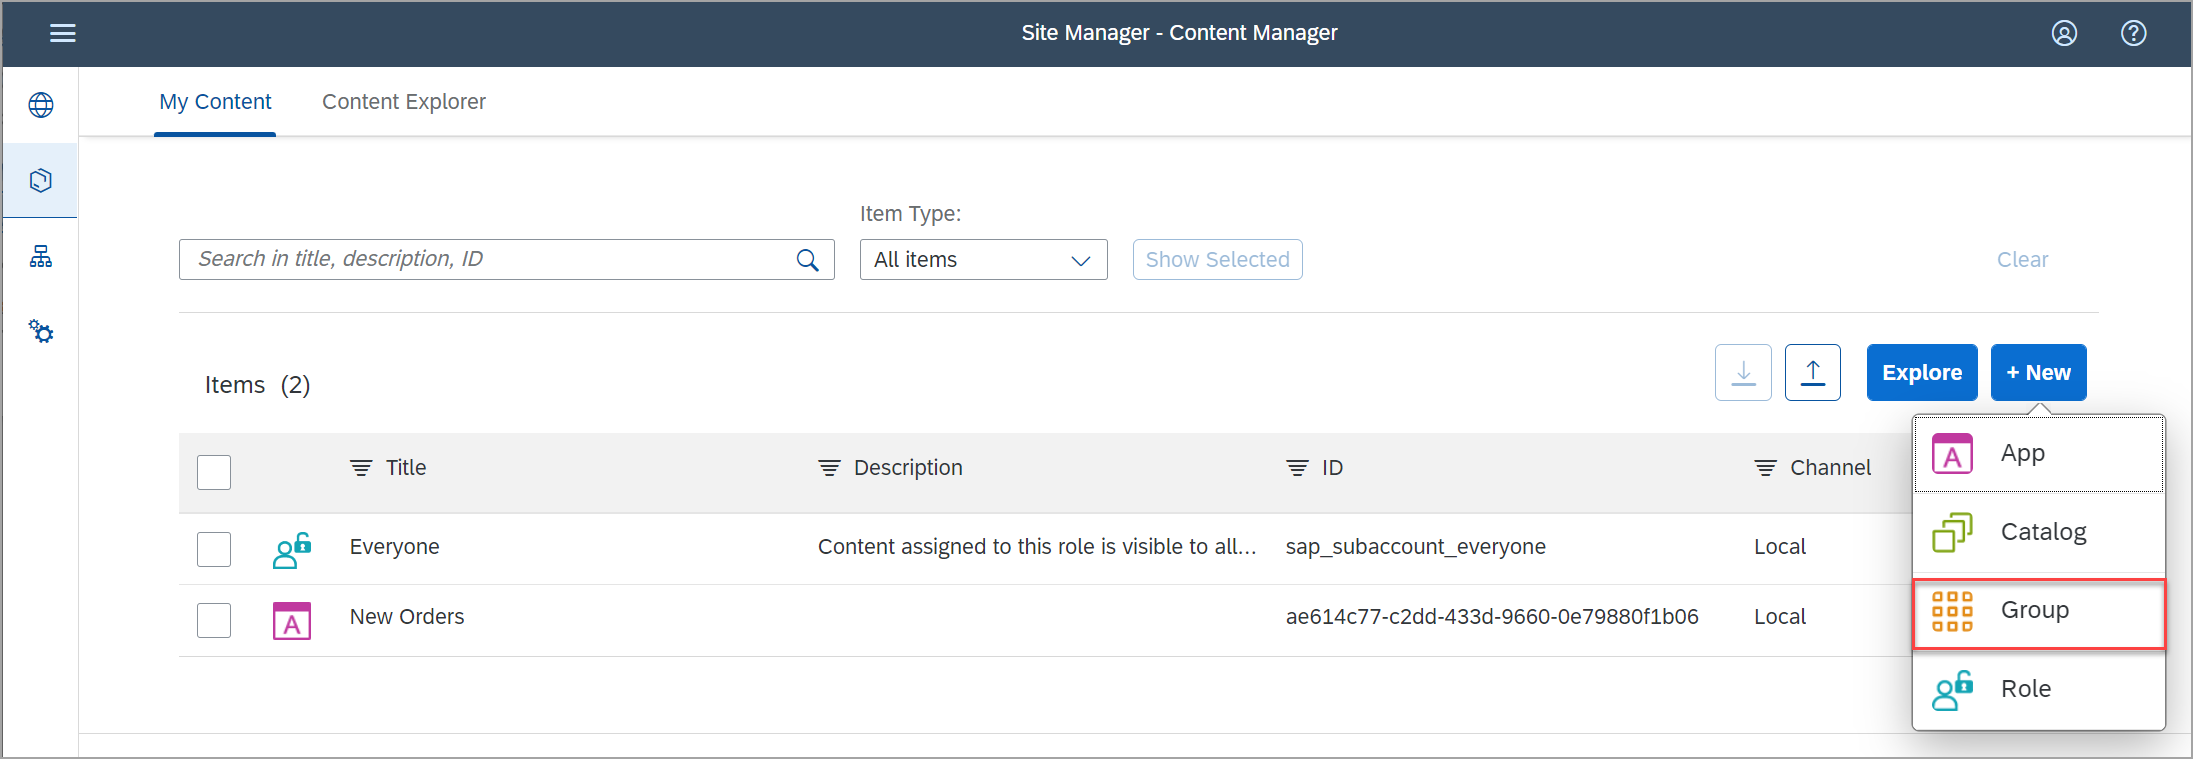 Site Manager - Content Manager
My Content
Content Explorer
Item Type:
Search in title, description, ID
All items
Show Selected
Clear
Items (2)
Explore
+ New
Title
Description
ID
Channel
Everyone
Content assigned to this role is visible to all...
sap_subaccount_everyone
Local
New Orders
ae614c77-c2dd-433d-9660-0e79880f1b06
Local
App
Catalog
Group
Role